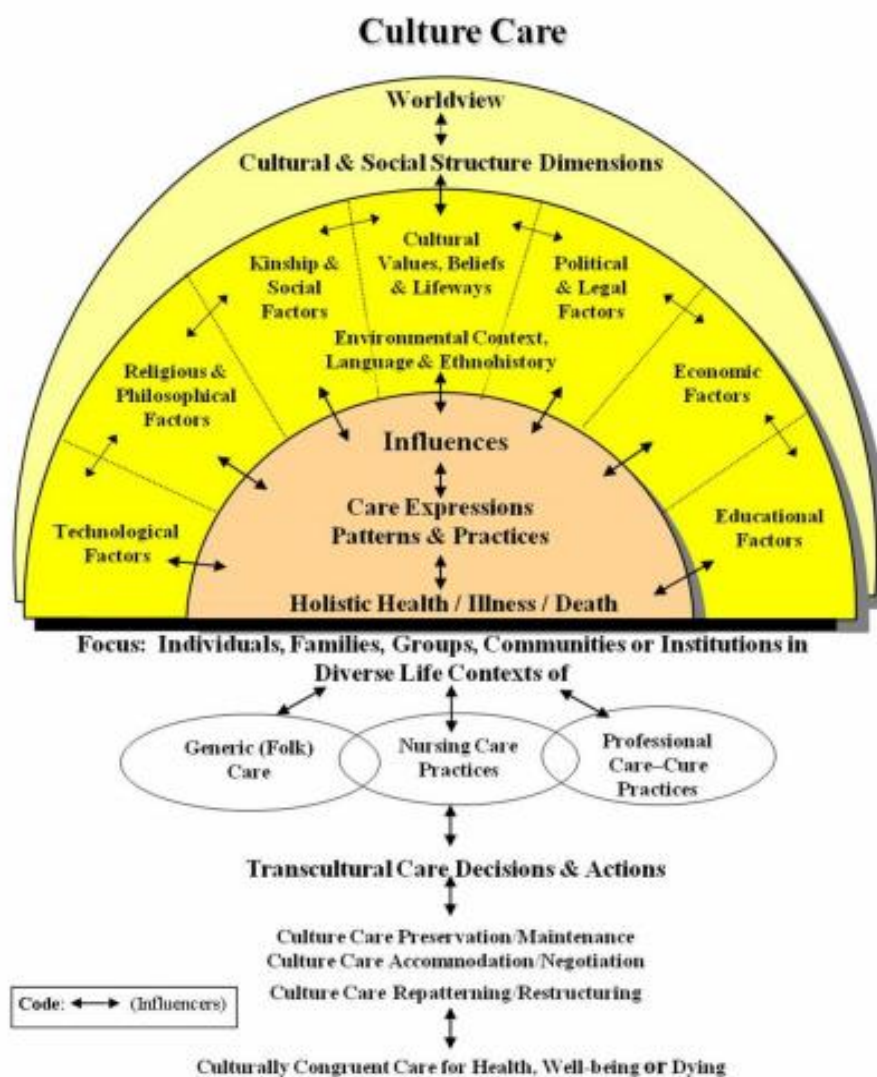 Culture Care
Worldview
Cultural & Social Structure Dimensions
Cultural
Values, Beliefs
& Lifeways
Kinship &
Social
Factors
Political
& Legal
Factors
Environmental Context,
Language & Ethnohistory
Religious &
Philosophical
Factors
Economic
Factors
Technological
Factors
Educational
Factors
Influences
Care Expressions
Patterns & Practices
Holistic Health / Illness / Death
Focus: Individuals, Families, Groups, Communities or Institutions in
Diverse Life Contexts of
Generic (Folk)
Care
Nursing Care
Practices
Professional
Care–Cure
Practices
Transcultural Care Decisions & Actions
Culture Care Preservation/Maintenance
Culture Care Accommodation/Negotiation
Culture Care Repatterning/Restructuring
Code: (Influencers)
Culturally Congruent Care for Health, Well-being or Dying